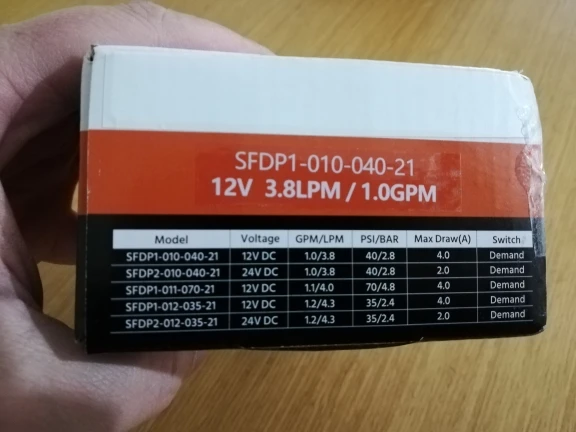 SFDP1-010-040-21
12V 3.8LPM / 1.0GPM
Model Voltage GPM/LPM PSI/BAR Max Draw(A) Switch
SFDP1-010-040-21 12V DC 1.0/3.8 40/2.8 4.0 Demand
SFDP2-010-040-21 24V DC 1.0/3.8 40/2.8 2.0 Demand
SFDP1-011-070-21 12V DC 1.1/4.0 70/4.8 4.0 Demand
SFDP1-012-035-21 12V DC 1.2/4.3 35/2.4 4.0 Demand
SFDP2-012-035-21 24V DC 1.2/4.3 35/2.4 2.0 Demand